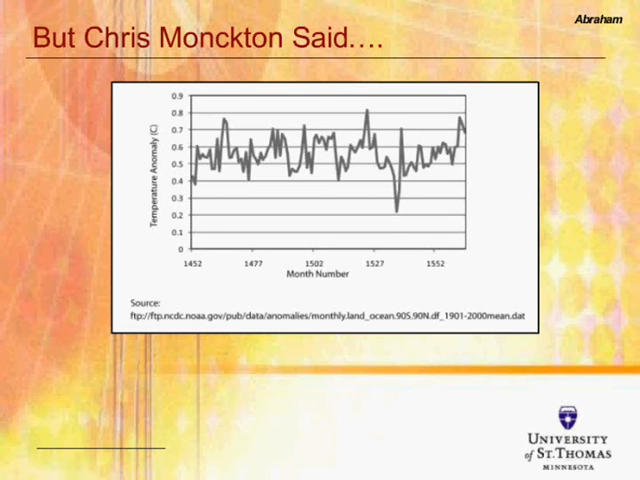 Abraham
But Chris Monckton Said….
0.9
0.8
0.7
0.6
0.5
0.4
0.3
0.2
0.1
0
Temperature Anomaly (C)
1452 1477 1502 1527 1552
Month Number
Source:
ftp://ftp.ncdc.noaa.gov/pub/data/anomalies/monthly.land_ocean.90S.90N.df_1901-2000mean.dat
UNIVERSITY
of ST.THOMAS
MINNESOTA